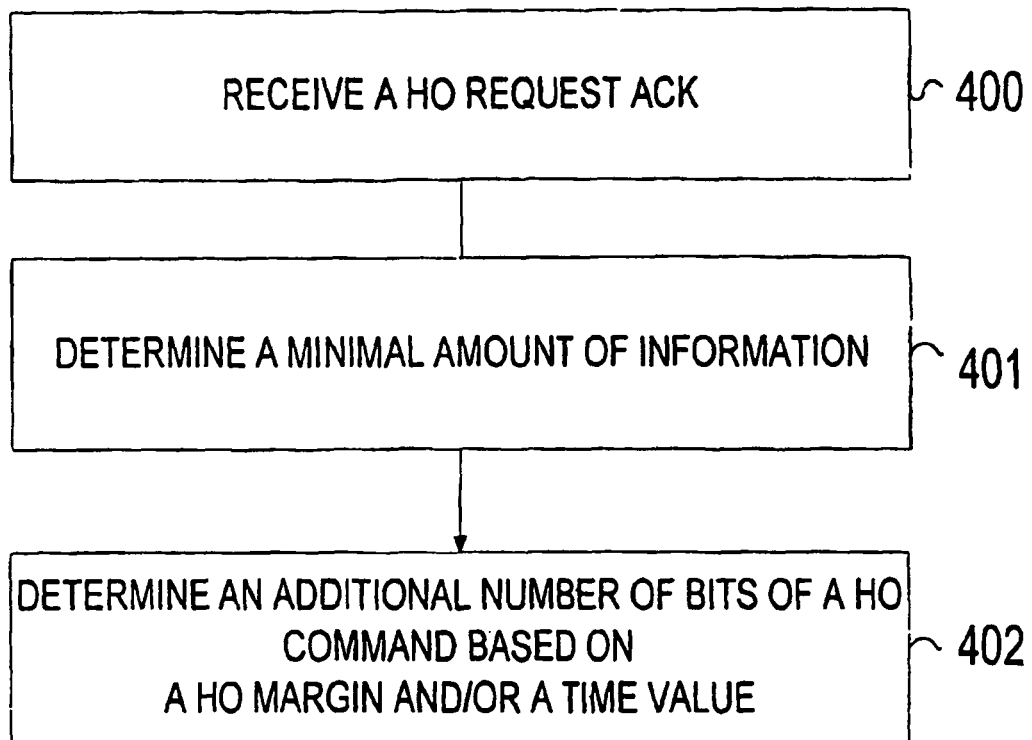 RECEIVE A HO REQUEST ACK
400
DETERMINE A MINIMAL AMOUNT OF INFORMATION
401
DETERMINE AN ADDITIONAL NUMBER OF BITS OF A HO
COMMAND BASED ON
A HO MARGIN AND/OR A TIME VALUE
402